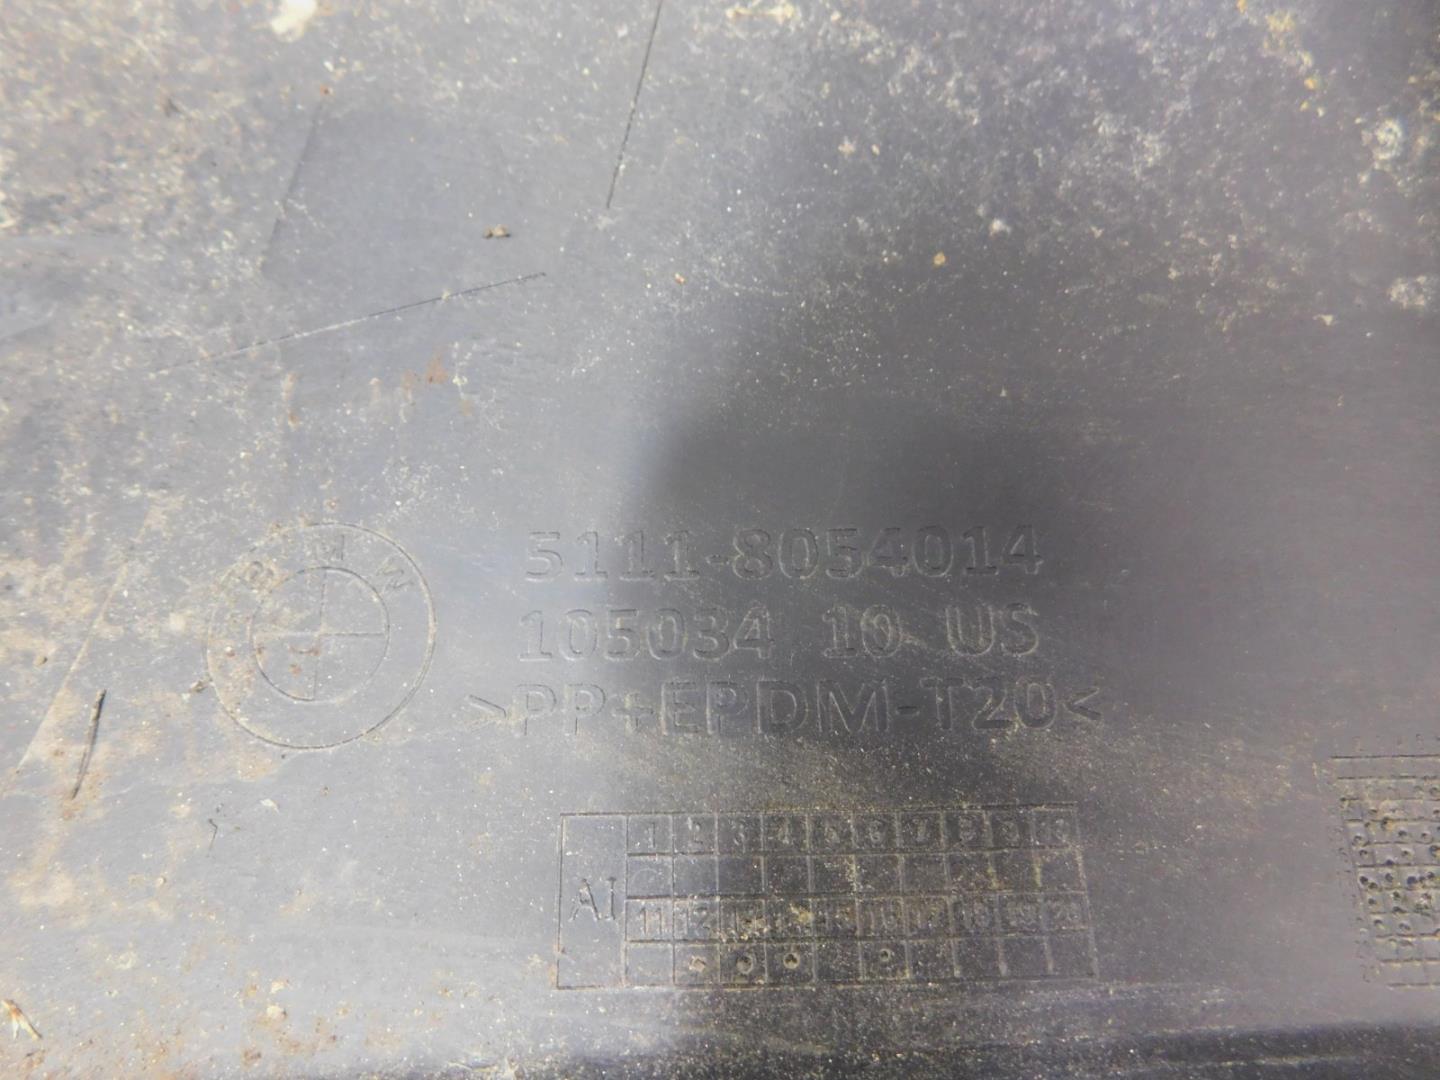 BMW
5111-8054014
105034 10 US
>PP+EPDM-T20<
1 2 3 4 5 6 7 8 9 10
AI
11 12 13 14 15 16 17 18 19 20